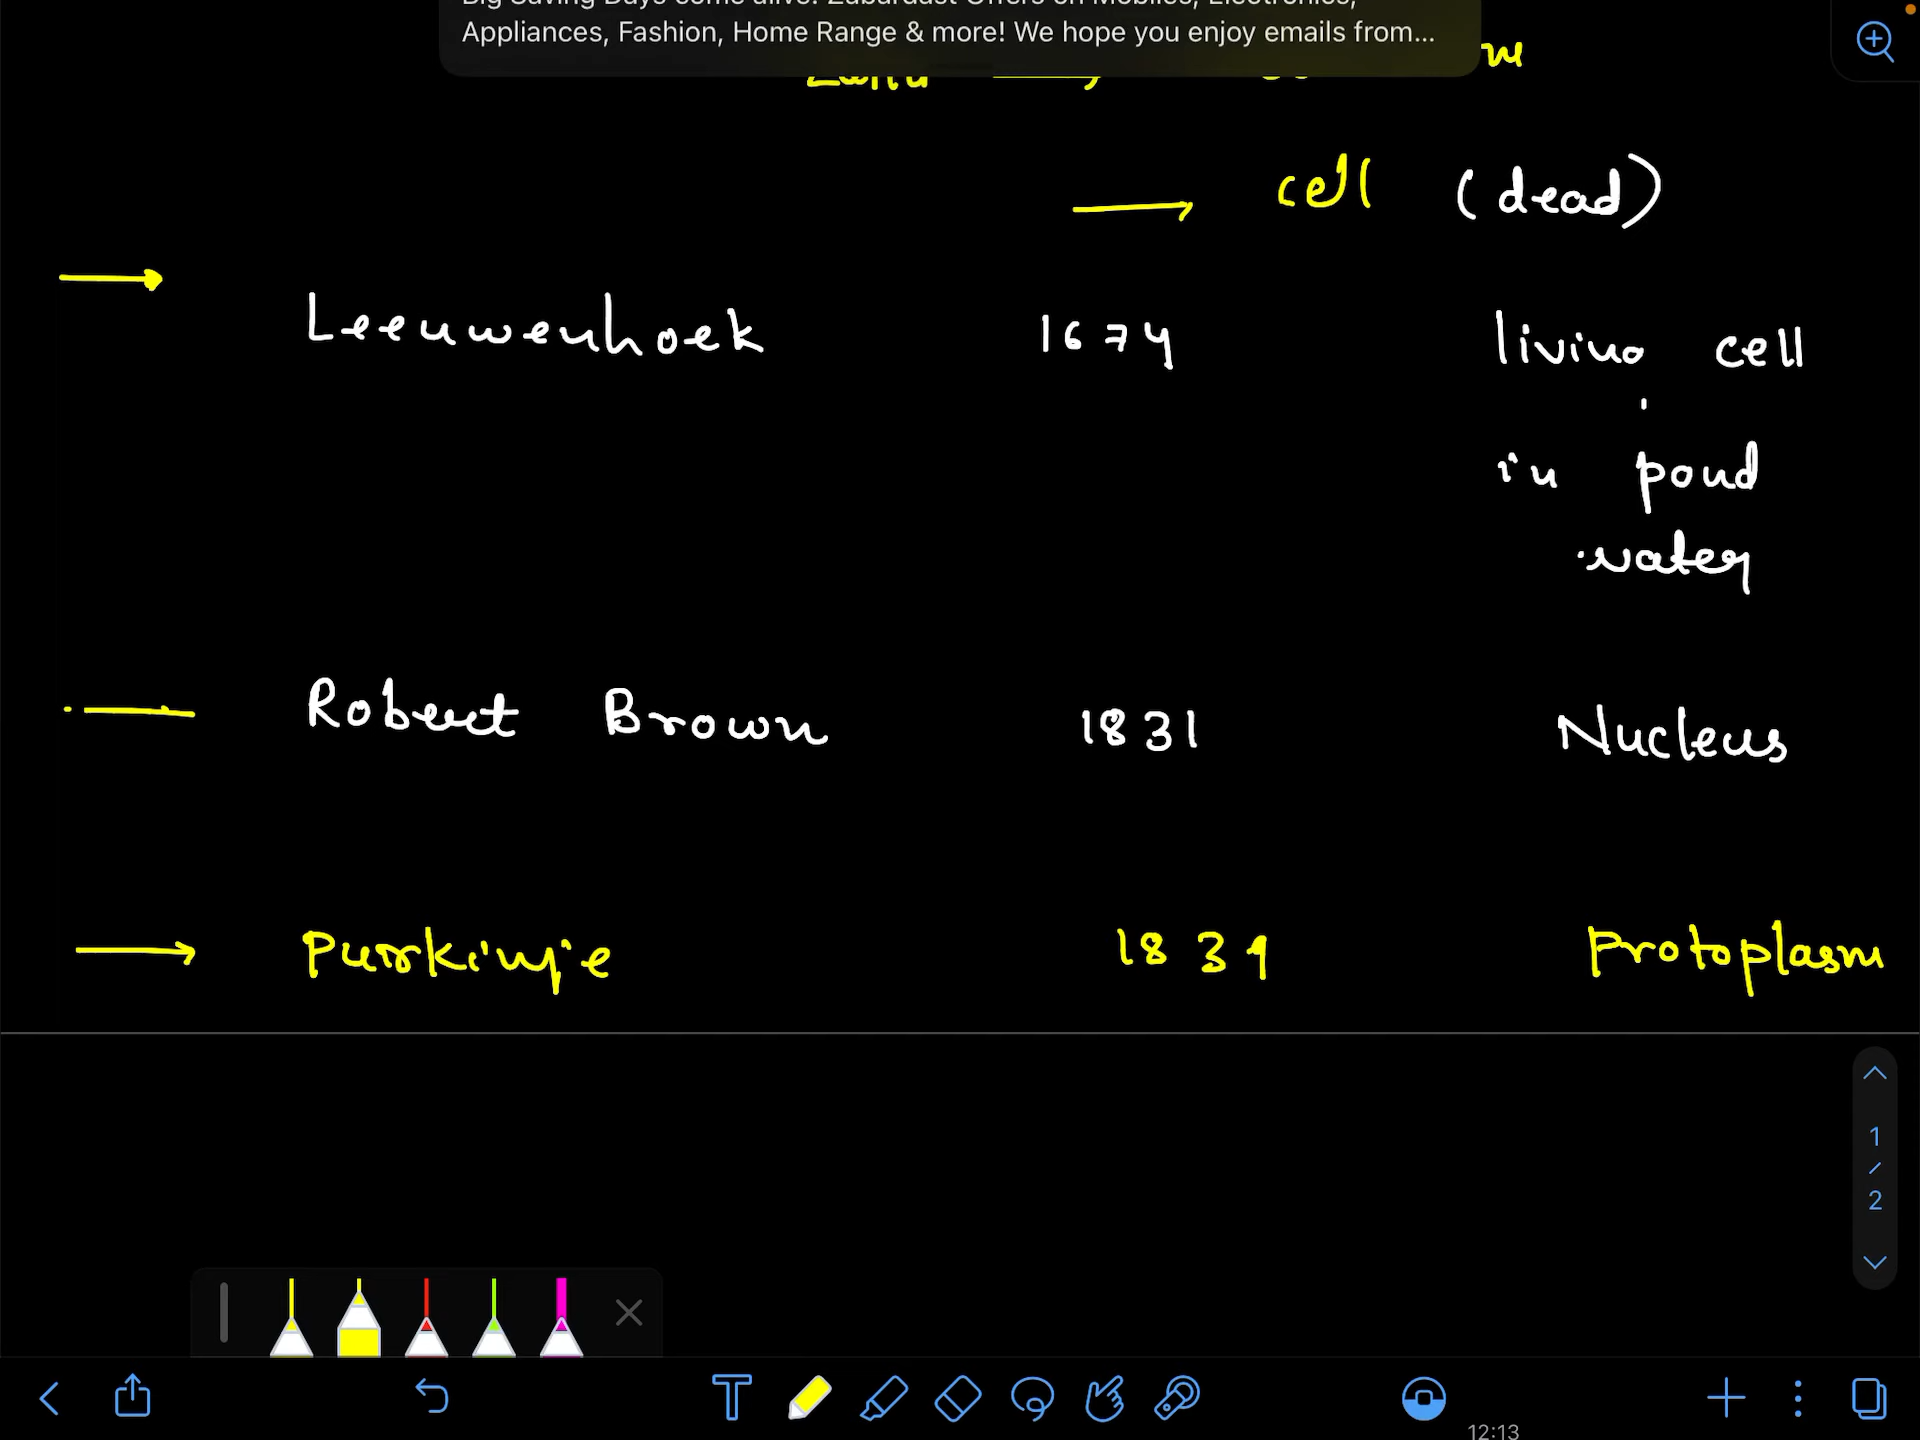 Appliances, Fashion, Home Range & more! We hope you enjoy emails from...
cell (dead)
Leeuwenhoek 1674 living cell
in pond
water
Robert Brown 1831 Nucleus
Purkinje 1839 Protoplasm
1
/
2
12:13